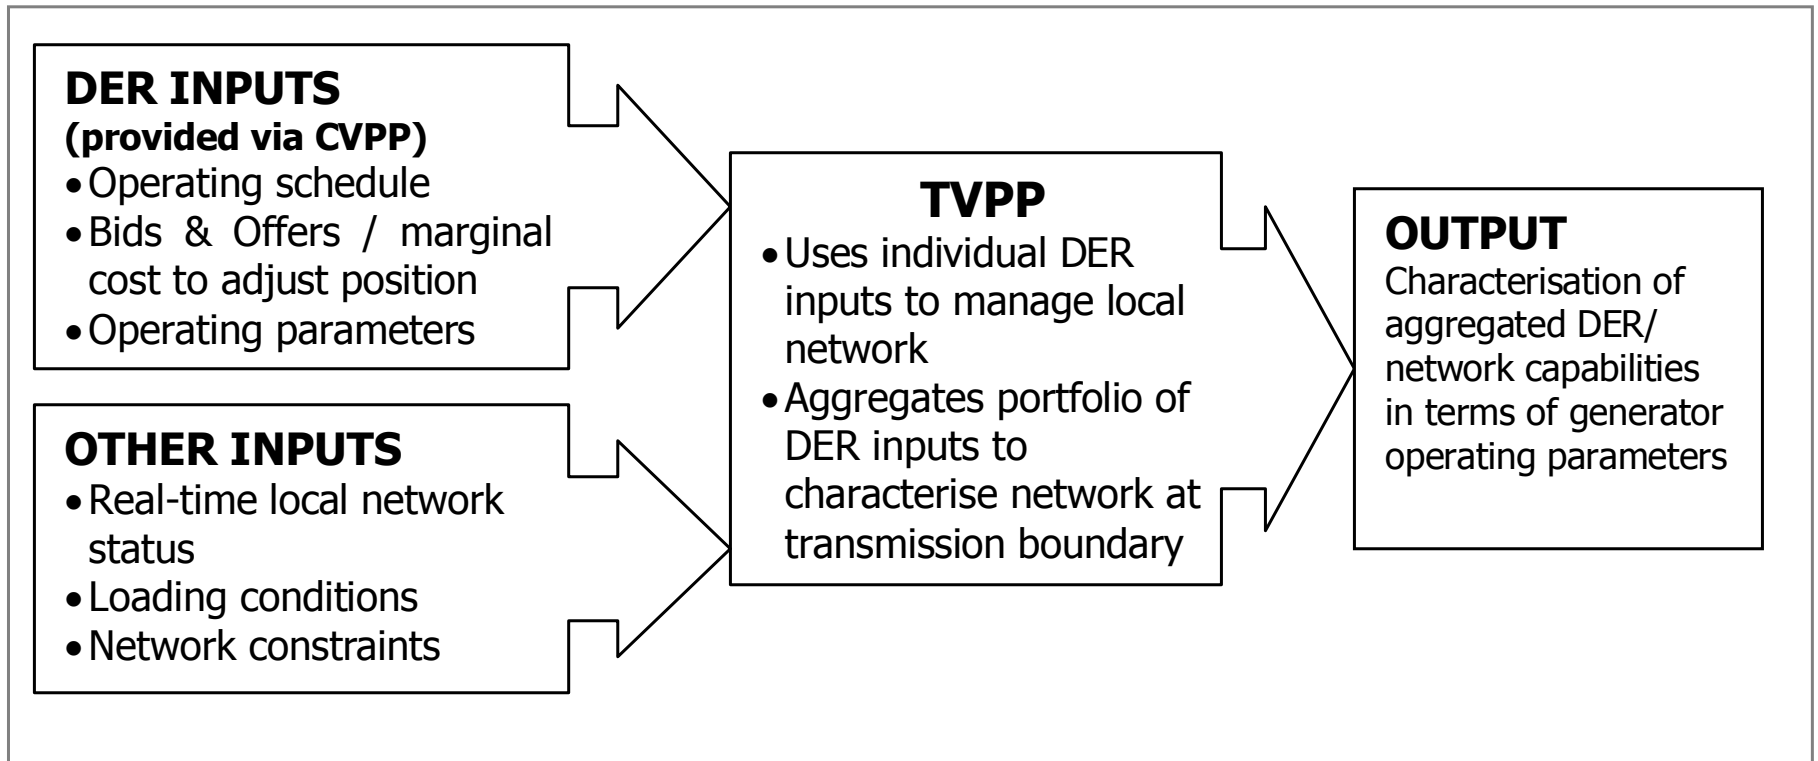 DER INPUTS
(provided via CVPP)
•Operating schedule
•Bids & Offers / marginal
cost to adjust position
•Operating parameters
OTHER INPUTS
•Real-time local network
status
•Loading conditions
•Network constraints
TVPP
•Uses individual DER
inputs to manage local
network
•Aggregates portfolio of
DER inputs to
characterise network at
transmission boundary
OUTPUT
Characterisation of
aggregated DER/
network capabilities
in terms of generator
operating parameters